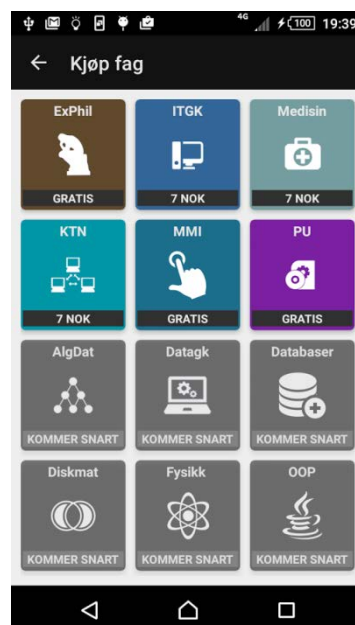 4G 100 19:39
Kjøp fag
ExPhil ITGK Medisin
GRATIS 7 NOK 7 NOK
KTN MMI PU
7 NOK GRATIS GRATIS
AlgDat Datagk Databaser
KOMMER SNART KOMMER SNART KOMMER SNART
Diskmat Fysikk OOP
KOMMER SNART KOMMER SNART KOMMER SNART